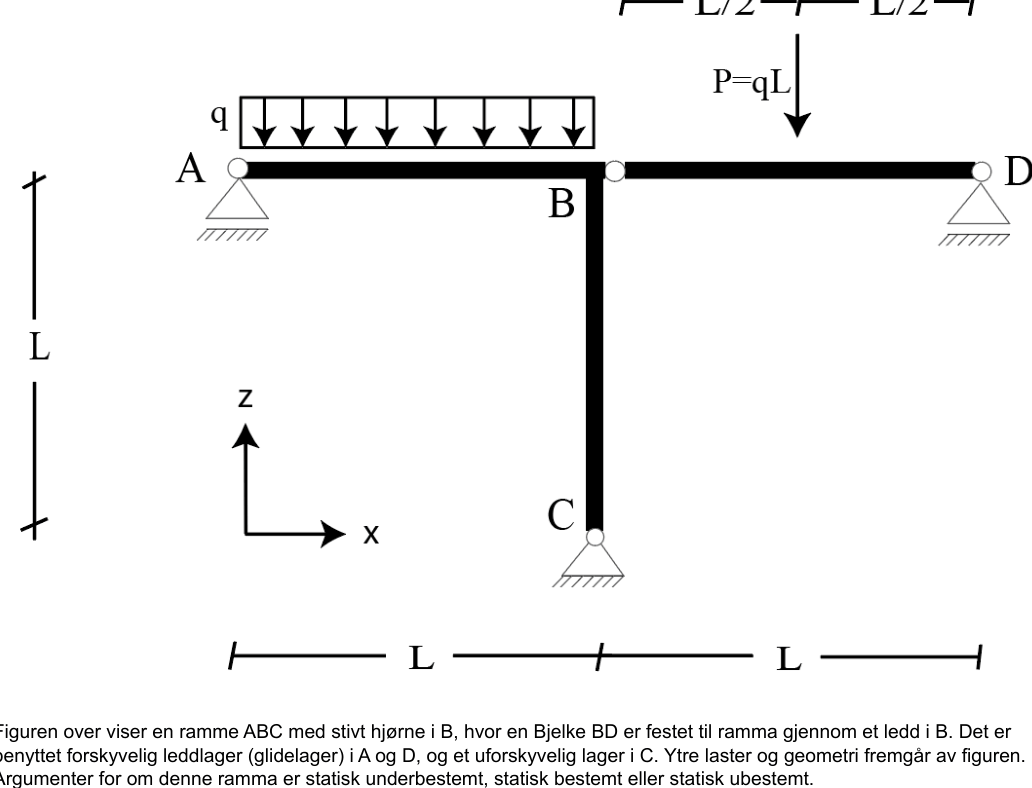 L/2 L/2
P=qL
q
A
B
D
L
z
x
C
L L
Figuren over viser en ramme ABC med stivt hjørne i B, hvor en Bjelke BD er festet til ramma gjennom et ledd i B. Det er
benyttet forskyvelig leddlager (glidelager) i A og D, og et uforskyvelig lager i C. Ytre laster og geometri fremgår av figuren.
Argumenter for om denne ramma er statisk underbestemt, statisk bestemt eller statisk ubestemt.